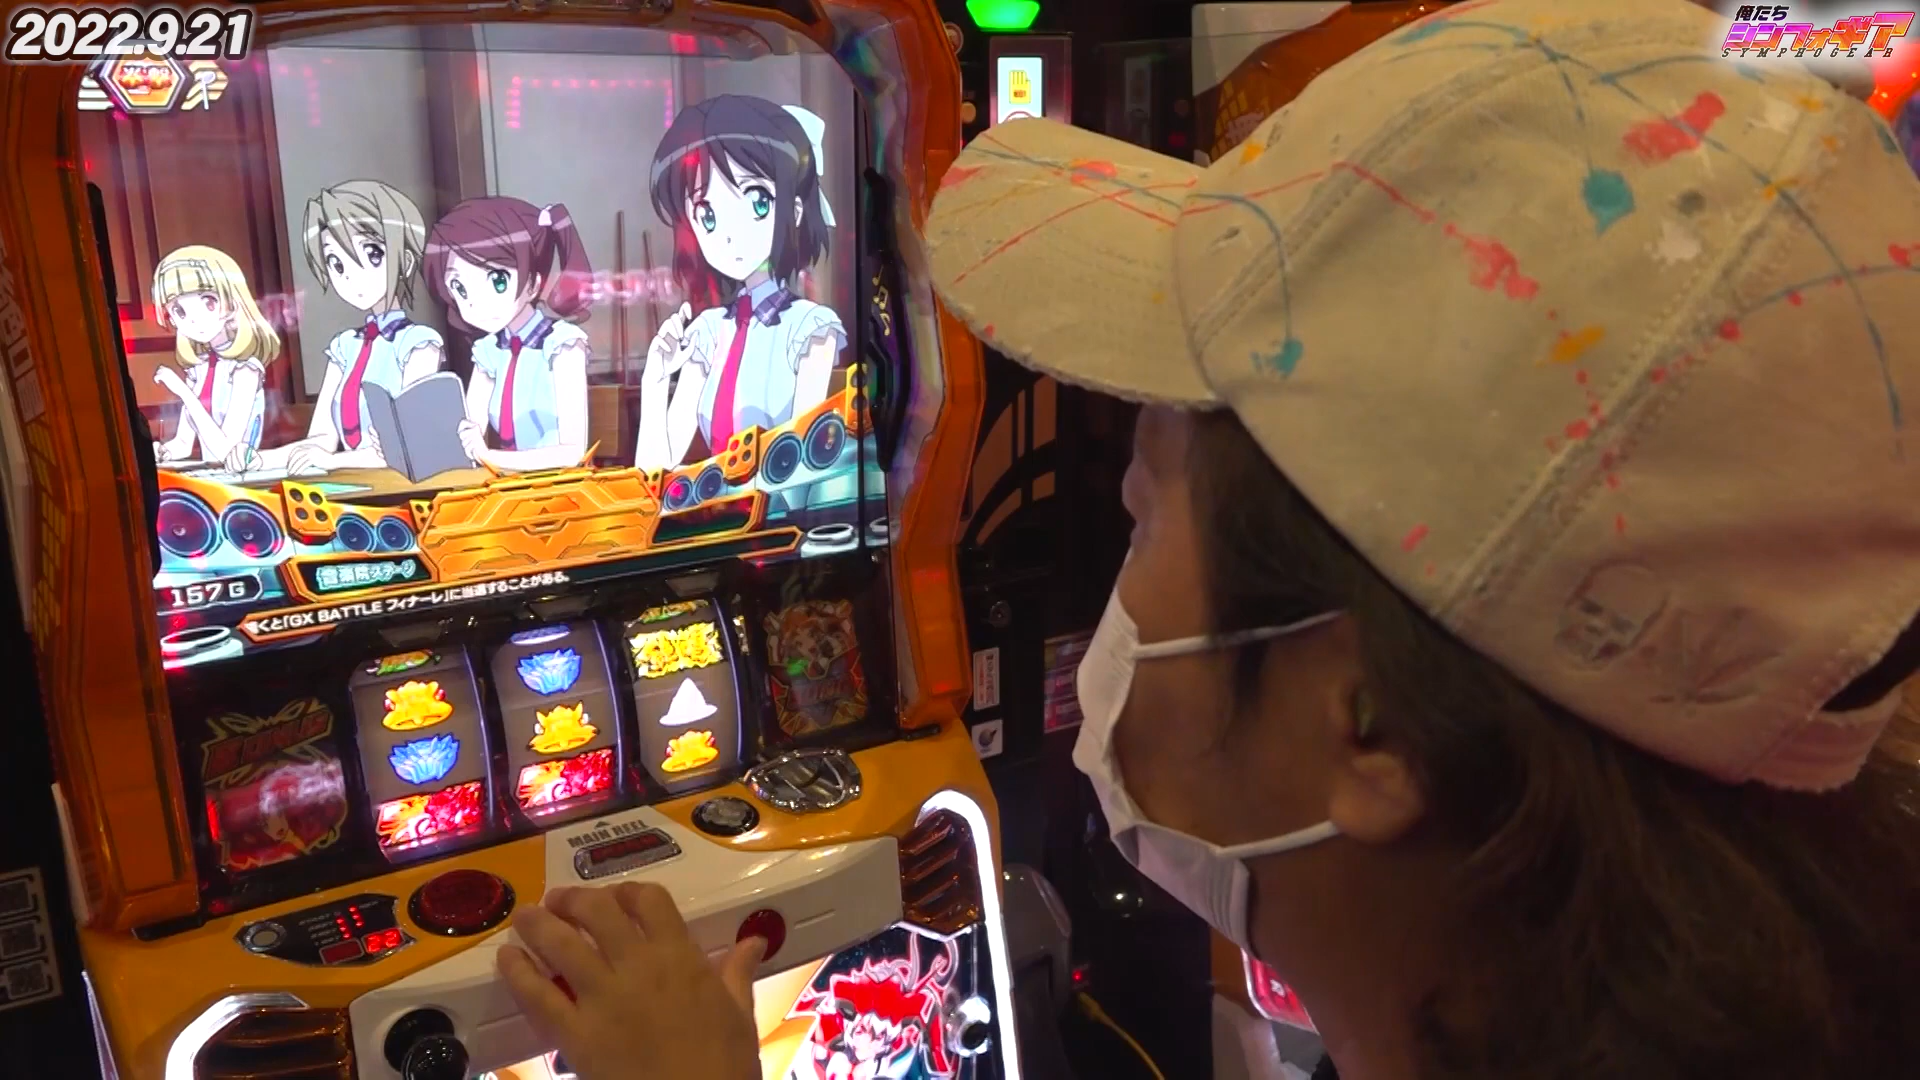 2022.9.21
俺たち
シンフォギア
SYMPHOGEAR
157G
音楽院ステージ
くと「GX BATTLE フィナーレ」に当選することがある。
MAIN REEL